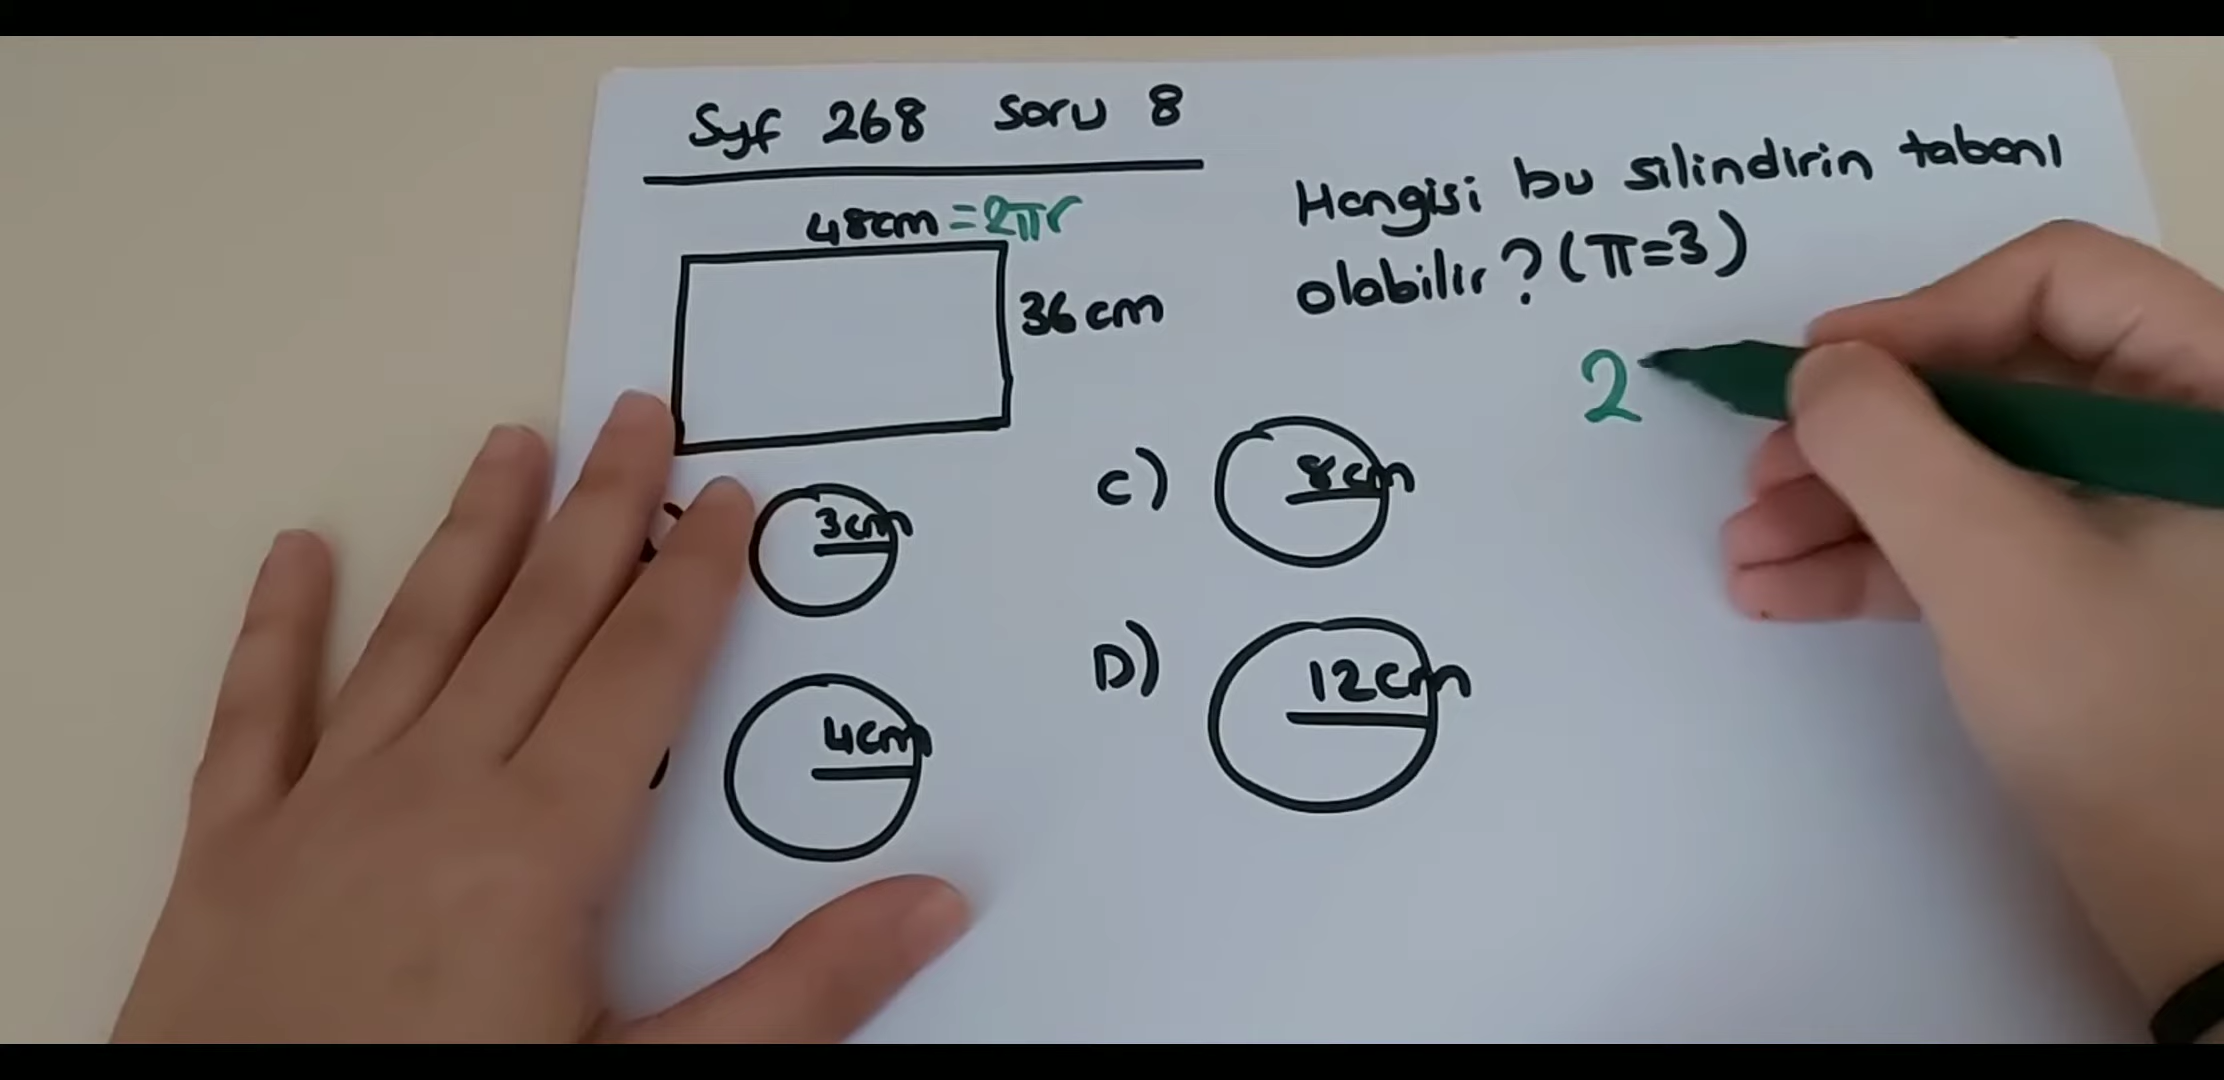 Syf 268 Soru 8
48cm =2πr
36 cm
Hangisi bu silindirin tabanı
olabilir? (π=3)
2
3cm
4cm
C) 8cm
D) 12cm